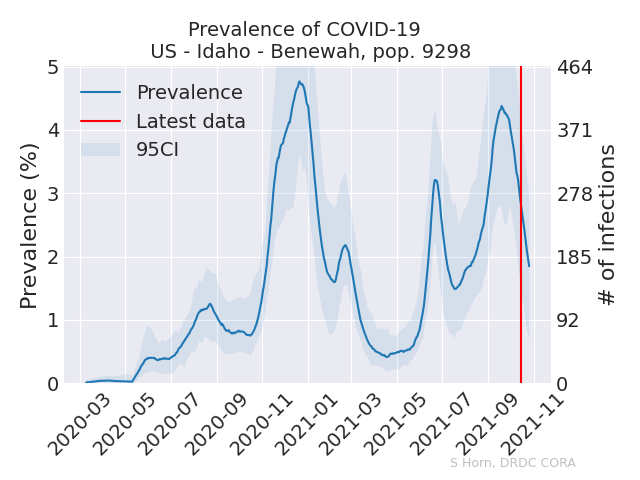 Prevalence of COVID-19
US - Idaho - Benewah, pop. 9298
Prevalence
Latest data
95CI
Prevalence (%)
5
4
3
2
1
0
464
371
278
185
92
0
# of infections
2020-03
2020-05
2020-07
2020-09
2020-11
2021-01
2021-03
2021-05
2021-07
2021-09
2021-11
S Horn, DRDC CORA